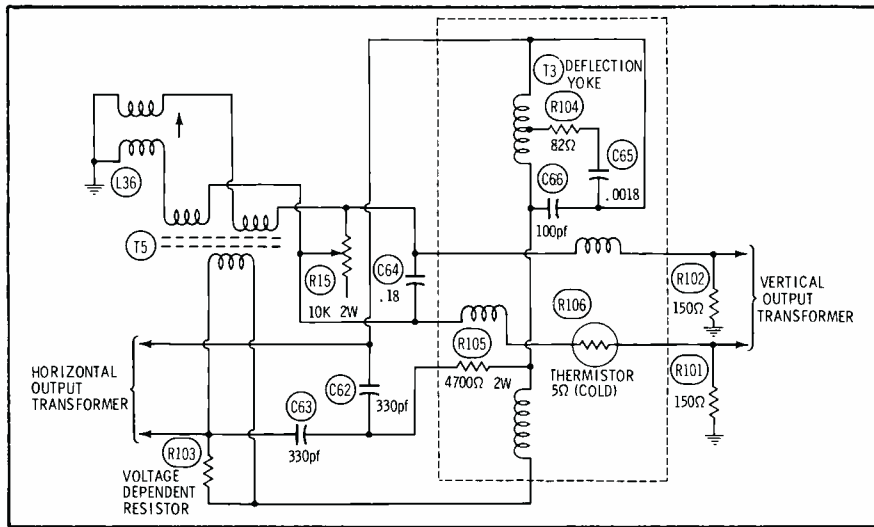 T3 DEFLECTION
YOKE
R104
82Ω
C65
.0018
C66
100pf
L36
T5
R15
10K 2W
C64
.18
R102
150Ω
VERTICAL
OUTPUT
TRANSFORMER
R106
THERMISTOR
5Ω (COLD)
R101
150Ω
R105
4700Ω 2W
HORIZONTAL
OUTPUT
TRANSFORMER
C62
330pf
C63
330pf
R103
VOLTAGE
DEPENDENT
RESISTOR